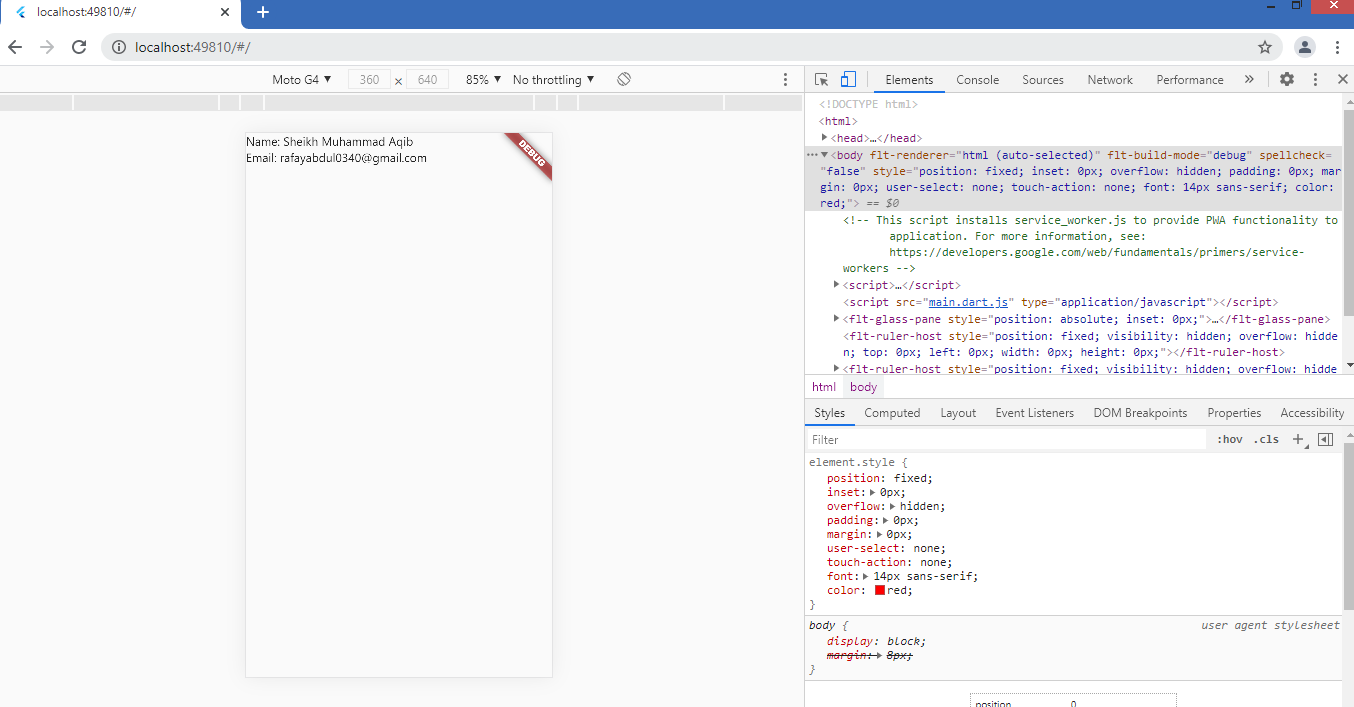 localhost:49810/#/
localhost:49810/#/
Moto G4 360 × 640 85% No throttling
Name: Sheikh Muhammad Aqib
Email: rafayabdul0340@gmail.com
DEBUG
Elements Console Sources Network Performance »
<!DOCTYPE html>
<html>
<head>…</head>
<body flt-renderer="html (auto-selected)" flt-build-mode="debug" spellcheck=
"false" style="position: fixed; inset: 0px; overflow: hidden; padding: 0px; mar
gin: 0px; user-select: none; touch-action: none; font: 14px sans-serif; color:
red;"> == $0
<!-- This script installs service_worker.js to provide PWA functionality to
application. For more information, see:
https://developers.google.com/web/fundamentals/primers/service-
workers -->
<script>…</script>
<script src="main.dart.js" type="application/javascript"></script>
<flt-glass-pane style="position: absolute; inset: 0px;">…</flt-glass-pane>
<flt-ruler-host style="position: fixed; visibility: hidden; overflow: hidde
n; top: 0px; left: 0px; width: 0px; height: 0px;"></flt-ruler-host>
<flt-ruler-host style="position: fixed; visibility: hidden; overflow: hidde
html body
Styles Computed Layout Event Listeners DOM Breakpoints Properties Accessibility
Filter :hov .cls +
element.style {
position: fixed;
inset: 0px;
overflow: hidden;
padding: 0px;
margin: 0px;
user-select: none;
touch-action: none;
font: 14px sans-serif;
color: red;
}
body { user agent stylesheet
display: block;
margin: 8px;
}
position 0